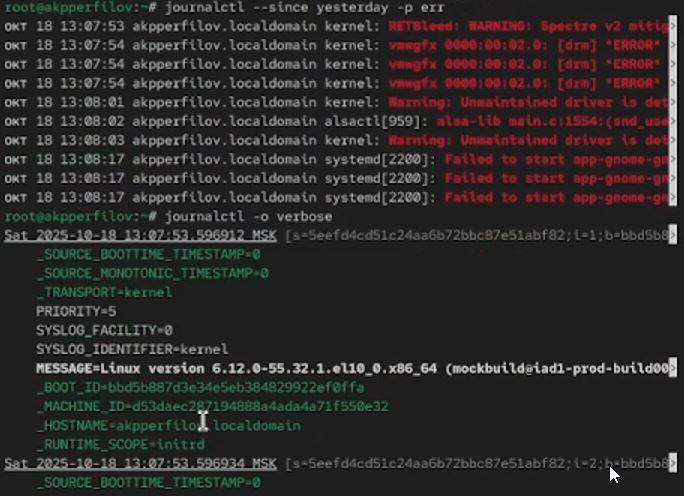 root@akpperfilov:~# journalctl --since yesterday -p err
окт 18 13:07:53 akpperfilov.localdomain kernel: RETBleed: WARNING: Spectre v2 mitig>
окт 18 13:07:54 akpperfilov.localdomain kernel: vmwgfx 0000:00:02.0: [drm] *ERROR* >
окт 18 13:07:54 akpperfilov.localdomain kernel: vmwgfx 0000:00:02.0: [drm] *ERROR* >
окт 18 13:07:54 akpperfilov.localdomain kernel: vmwgfx 0000:00:02.0: [drm] *ERROR* >
окт 18 13:08:01 akpperfilov.localdomain kernel: Warning: Unmaintained driver is det>
окт 18 13:08:02 akpperfilov.localdomain alsactl[959]: alsa-lib main.c:1554:(snd_use>
окт 18 13:08:03 akpperfilov.localdomain kernel: Warning: Unmaintained driver is det>
окт 18 13:08:17 akpperfilov.localdomain systemd[2200]: Failed to start app-gnome-gn>
окт 18 13:08:17 akpperfilov.localdomain systemd[2200]: Failed to start app-gnome-gn>
окт 18 13:08:17 akpperfilov.localdomain systemd[2200]: Failed to start app-gnome-gn>
root@akpperfilov:~# journalctl -o verbose
Sat 2025-10-18 13:07:53.596912 MSK [s=5eefd4cd51c24aa6b72bbc87e51abf82;i=1;b=bbd5b8>
_SOURCE_BOOTTIME_TIMESTAMP=0
_SOURCE_MONOTONIC_TIMESTAMP=0
_TRANSPORT=kernel
PRIORITY=5
SYSLOG_FACILITY=0
SYSLOG_IDENTIFIER=kernel
MESSAGE=Linux version 6.12.0-55.32.1.el10_0.x86_64 (mockbuild@iad1-prod-build00>
_BOOT_ID=bbd5b887d3e34e5eb384829922ef0ffa
_MACHINE_ID=d53daec287194888a4ada4a71f550e32
_HOSTNAME=akpperfilov.localdomain
_RUNTIME_SCOPE=initrd
Sat 2025-10-18 13:07:53.596934 MSK [s=5eefd4cd51c24aa6b72bbc87e51abf82;i=2;b=bbd5b8>
_SOURCE_BOOTTIME_TIMESTAMP=0